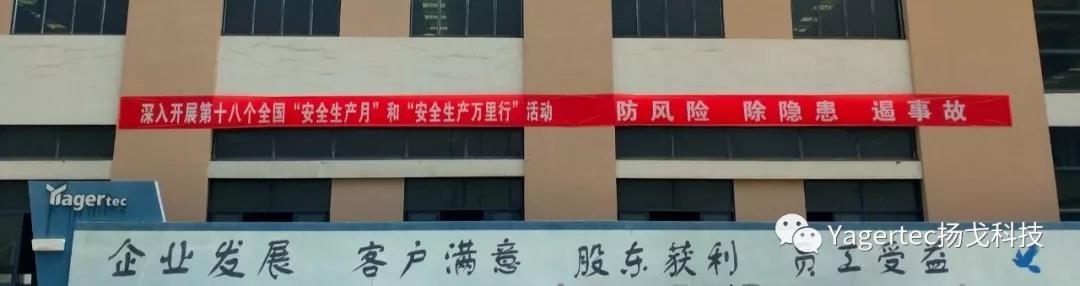 深入开展第十八个全国“安全生产月”和“安全生产万里行”活动 防风险 除隐患 遏事故
Yagertec
企业发展 客户满意 股东获利 员工受益
Yagertec扬戈科技